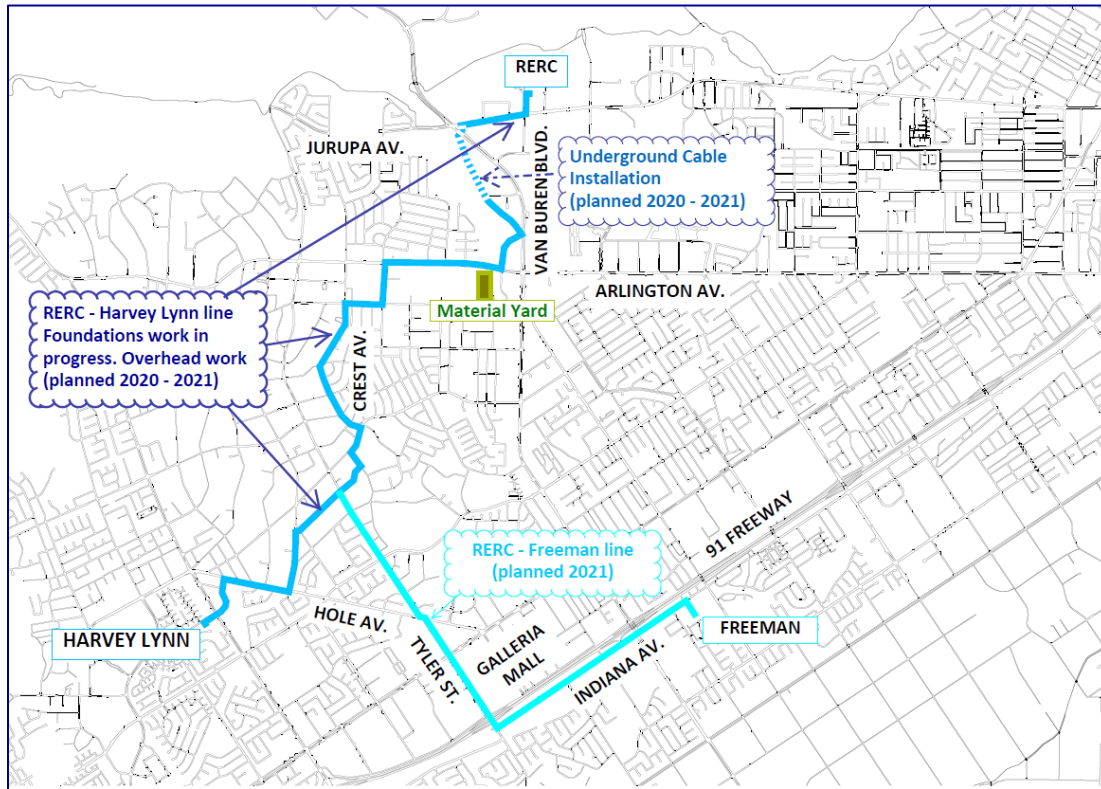 RERC
JURUPA AV.
VAN BUREN BLVD.
Underground Cable
Installation
(planned 2020 - 2021)
ARLINGTON AV.
Material Yard
RERC - Harvey Lynn line
Foundations work in
progress. Overhead work
(planned 2020 - 2021)
CREST AV.
91 FREEWAY
RERC - Freeman line
(planned 2021)
HOLE AV.
HARVEY LYNN
TYLER ST.
GALLERIA
MALL
INDIANA AV.
FREEMAN